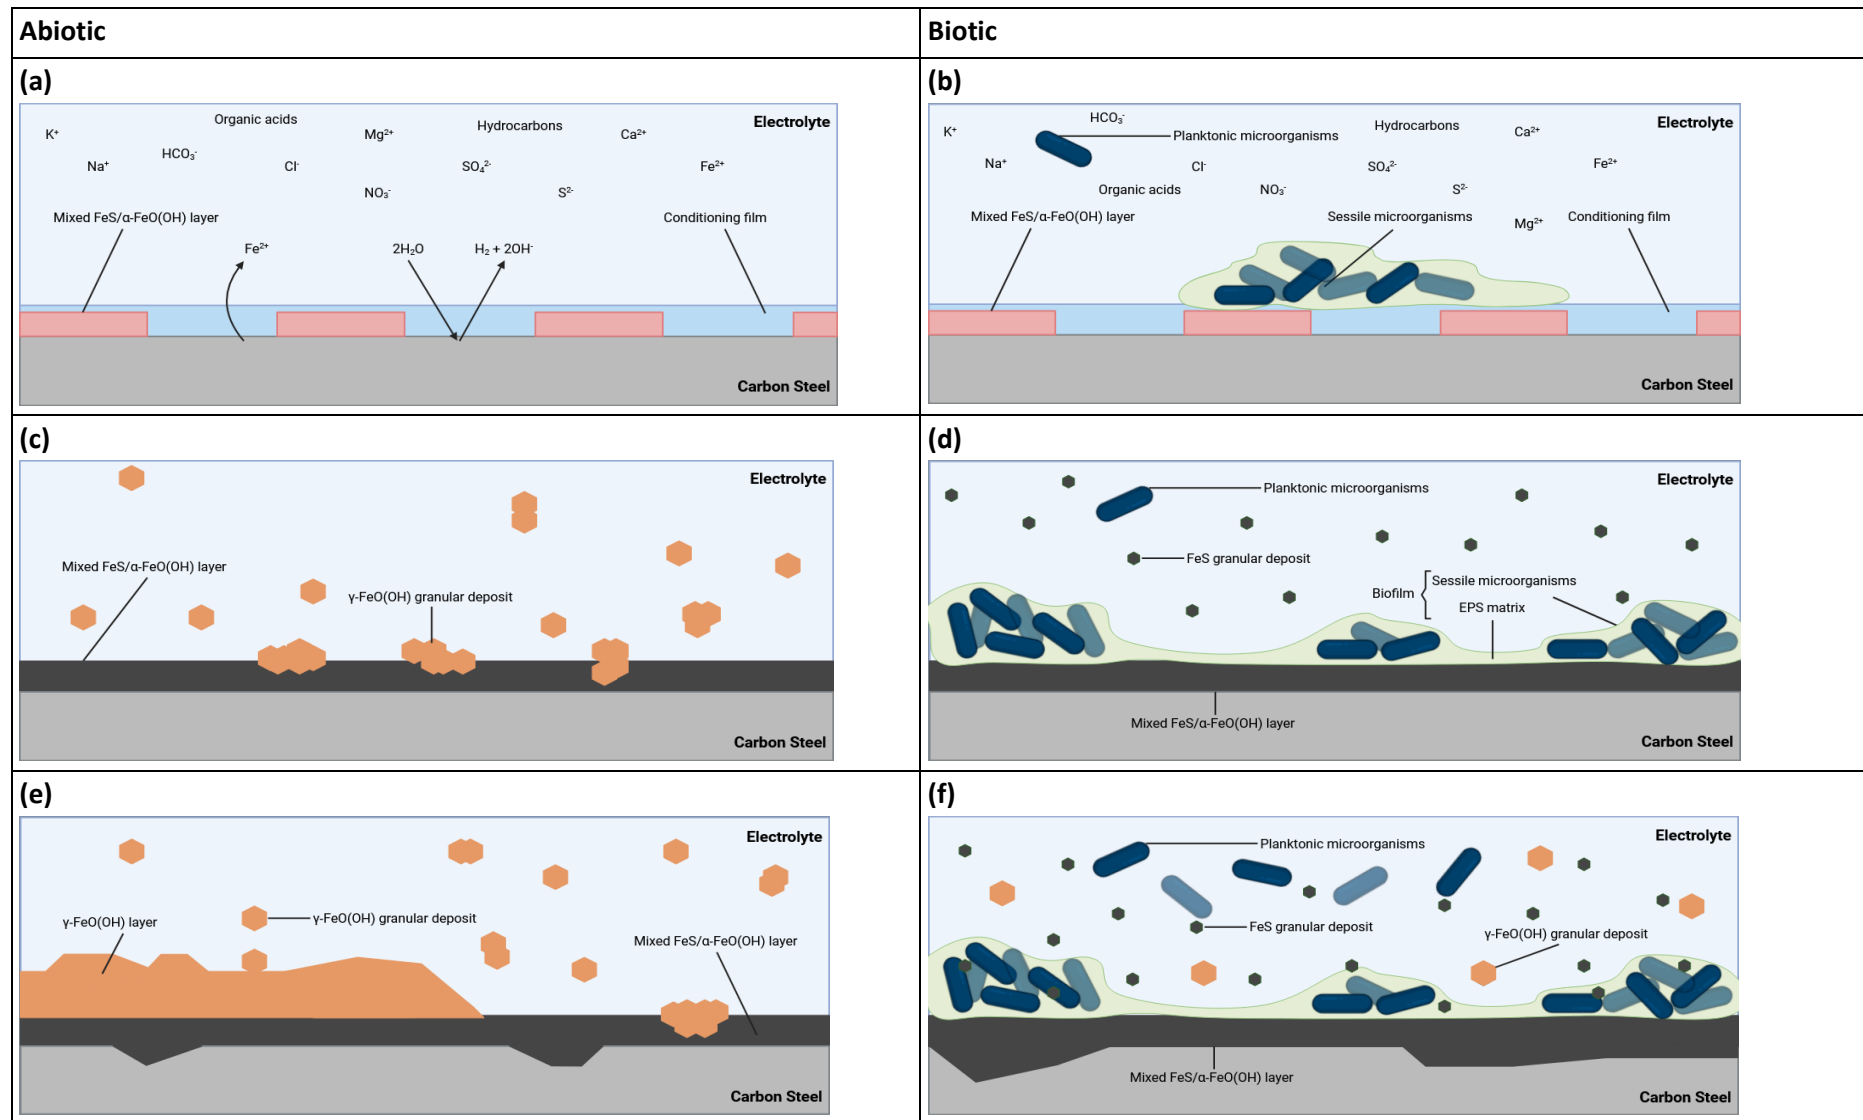 Abiotic
Biotic
(a)
Organic acids
Hydrocarbons
Electrolyte
K⁺
Mg²⁺
Ca²⁺
HCO₃⁻
Na⁺
Cl⁻
SO₄²⁻
Fe²⁺
NO₃⁻
S²⁻
Mixed FeS/α-FeO(OH) layer
Conditioning film
Fe²⁺
2H₂O
H₂ + 2OH⁻
Carbon Steel
(b)
HCO₃⁻
Hydrocarbons
Electrolyte
K⁺
Planktonic microorganisms
Ca²⁺
Na⁺
Cl⁻
SO₄²⁻
Fe²⁺
Organic acids
NO₃⁻
S²⁻
Mixed FeS/α-FeO(OH) layer
Sessile microorganisms
Mg²⁺
Conditioning film
Carbon Steel
(c)
Electrolyte
Mixed FeS/α-FeO(OH) layer
γ-FeO(OH) granular deposit
Carbon Steel
(d)
Electrolyte
Planktonic microorganisms
FeS granular deposit
Biofilm
Sessile microorganisms
EPS matrix
Mixed FeS/α-FeO(OH) layer
Carbon Steel
(e)
Electrolyte
γ-FeO(OH) layer
γ-FeO(OH) granular deposit
Mixed FeS/α-FeO(OH) layer
Carbon Steel
(f)
Electrolyte
Planktonic microorganisms
FeS granular deposit
γ-FeO(OH) granular deposit
Mixed FeS/α-FeO(OH) layer
Carbon Steel